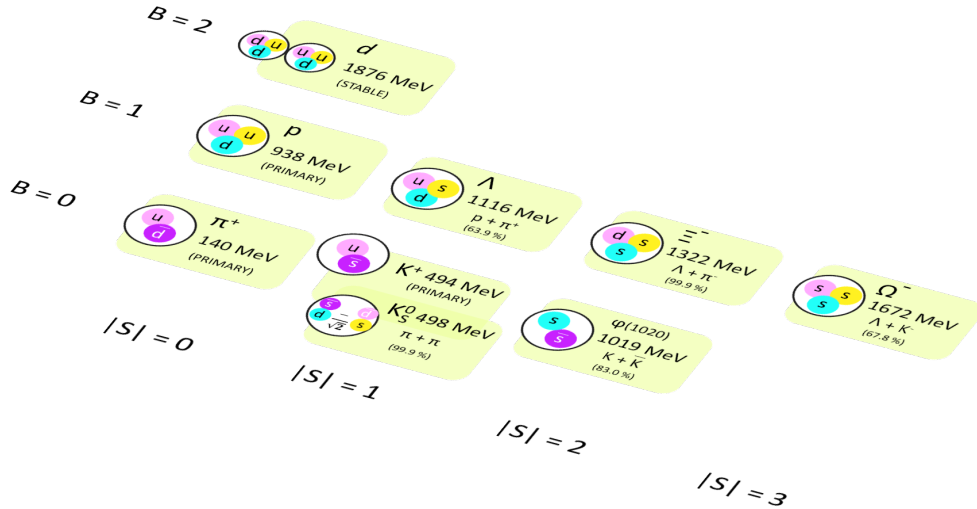 B = 2
d u
d
u u
d
d
1876 MeV
(STABLE)
B = 1
u u
d
p
938 MeV
(PRIMARY)
u s
d
Λ
1116 MeV
p + π⁺
(63.9 %)
d s
s
Ξ⁻
1322 MeV
Λ + π⁻
(99.9 %)
s s
s
Ω⁻
1672 MeV
Λ + K⁻
(67.8 %)
B = 0
u
d̅
π⁺
140 MeV
(PRIMARY)
u
s̅
K⁺ 494 MeV
(PRIMARY)
s̅ d̅
d – s
√2
K⁰S 498 MeV
π + π
(99.9 %)
s
s̅
φ(1020)
1019 MeV
K + K̅
(83.0 %)
|S| = 0
|S| = 1
|S| = 2
|S| = 3